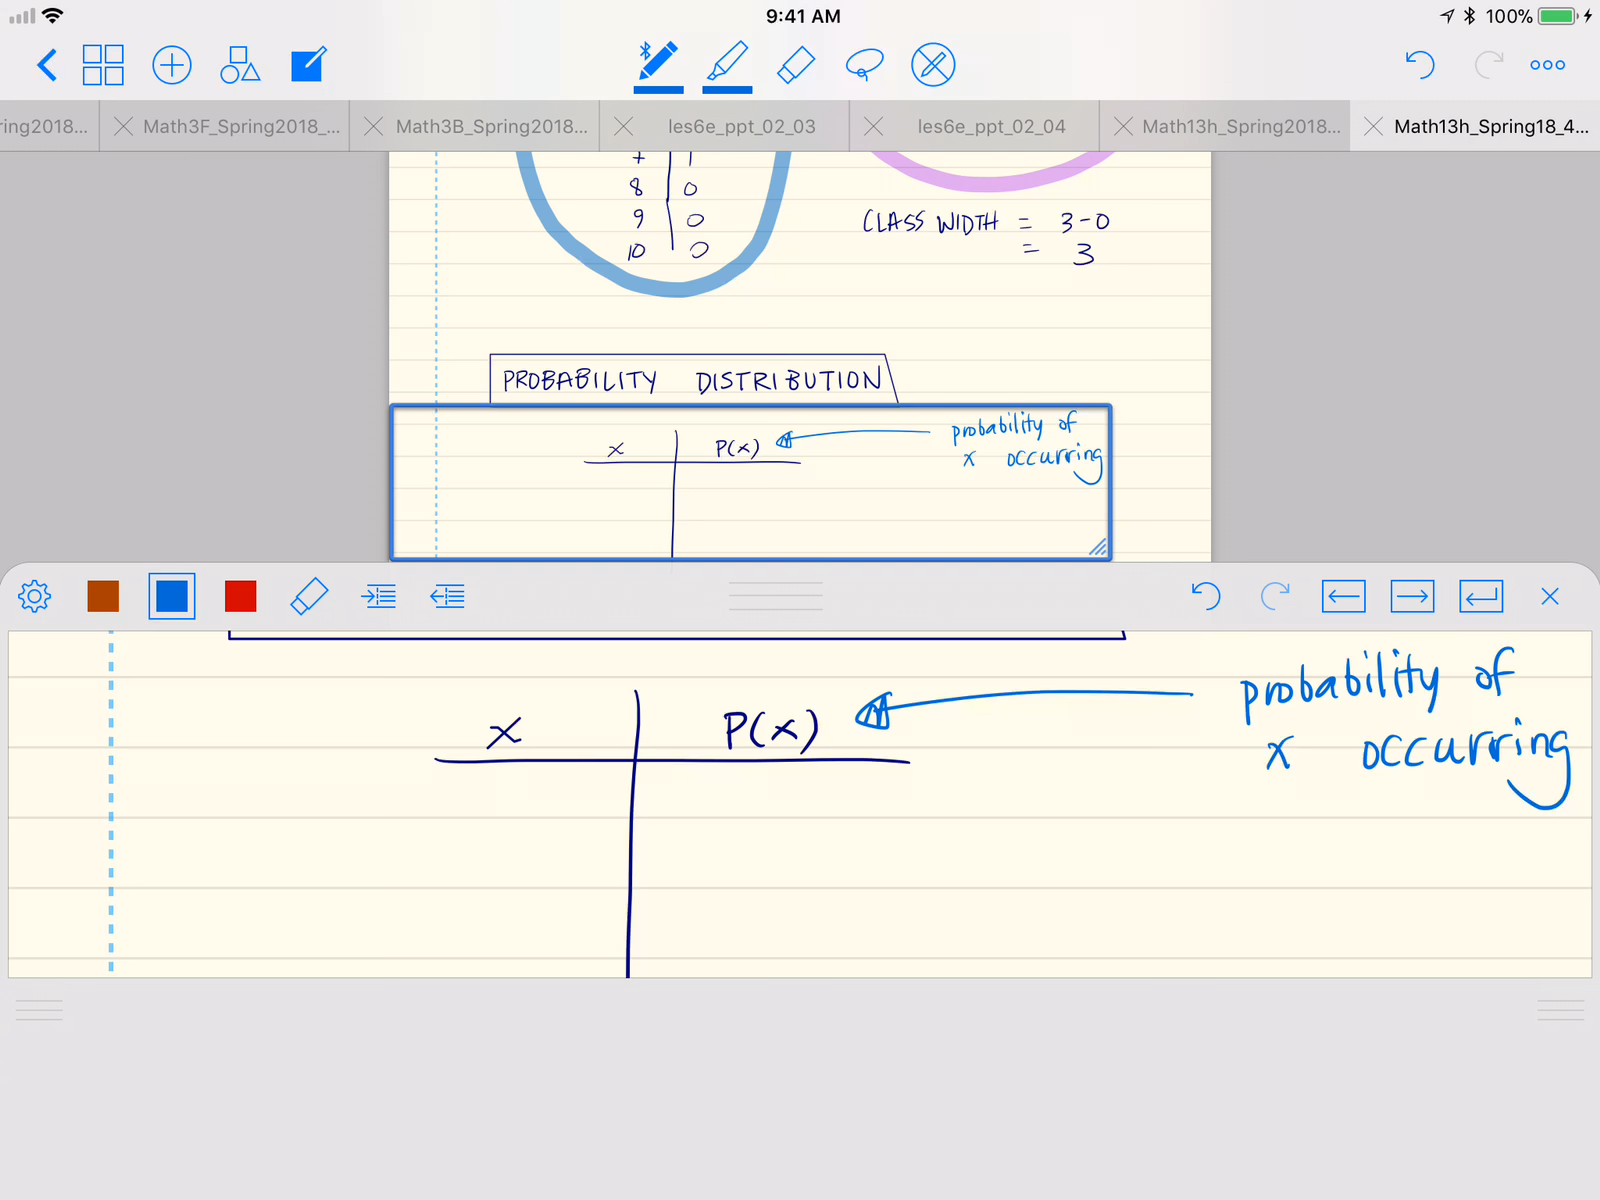 9:41 AM
100%
ring2018...
Math3F_Spring2018_...
Math3B_Spring2018...
les6e_ppt_02_03
les6e_ppt_02_04
Math13h_Spring2018...
Math13h_Spring18_4...
1
8 0
9 0
10 0
CLASS WIDTH = 3-0
= 3
PROBABILITY DISTRIBUTION
x P(x)
probability of
x occurring
x P(x)
probability of
x occurring